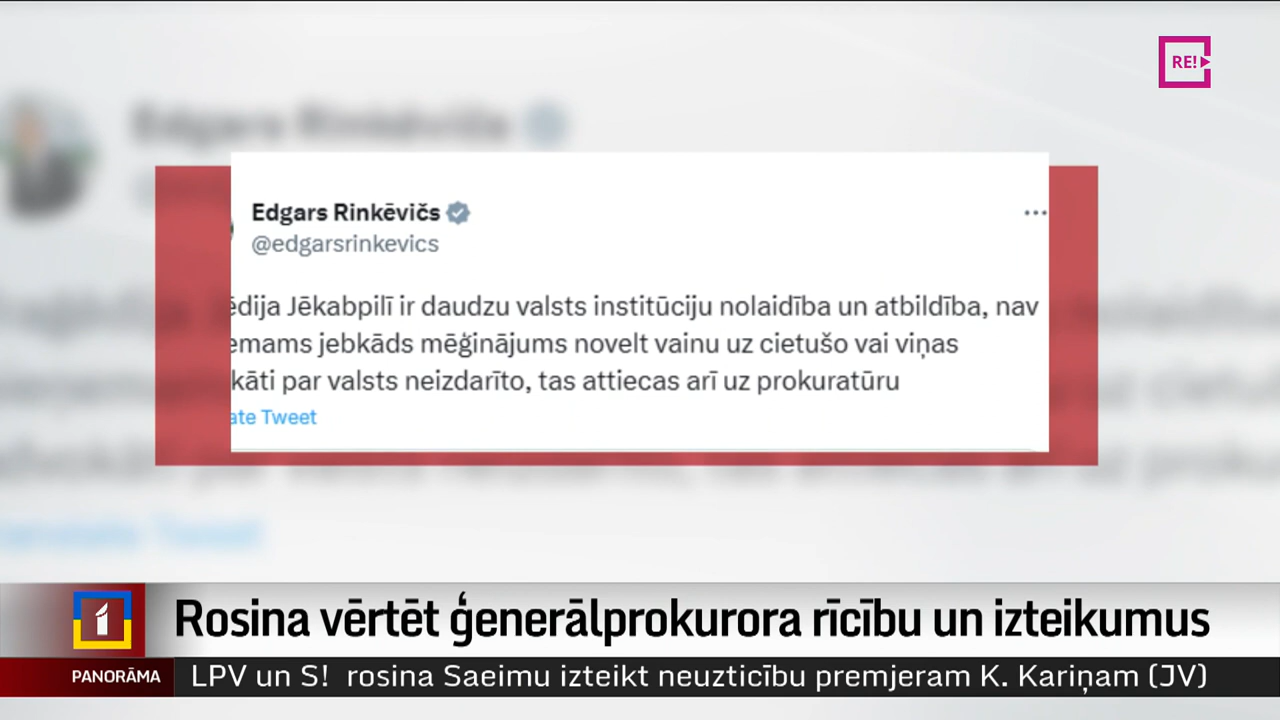 RE!
Edgars Rinkēvičs
@edgarsrinkevics
ēdija Jēkabpilī ir daudzu valsts institūciju nolaidība un atbildība, nav
emams jebkāds mēģinājums novelt vainu uz cietušo vai viņas
kāti par valsts neizdarīto, tas attiecas arī uz prokuratūru
ate Tweet
1
Rosina vērtēt ģenerālprokurora rīcību un izteikumus
PANORĀMA
LPV un S! rosina Saeimu izteikt neuzticību premjeram K. Kariņam (JV)